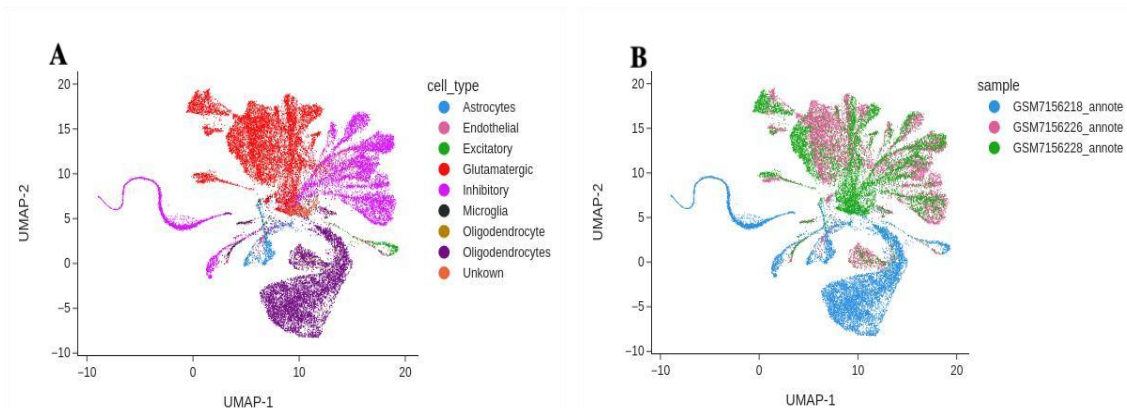 A
cell_type
Astrocytes
Endothelial
Excitatory
Glutamatergic
Inhibitory
Microglia
Oligodendrocyte
Oligodendrocytes
Unkown
20
15
10
5
0
−5
−10
−10 0 10 20
UMAP-1
UMAP-2
B
sample
GSM7156218_annote
GSM7156226_annote
GSM7156228_annote
20
15
10
5
0
−5
−10
−10 0 10 20
UMAP-1
UMAP-2